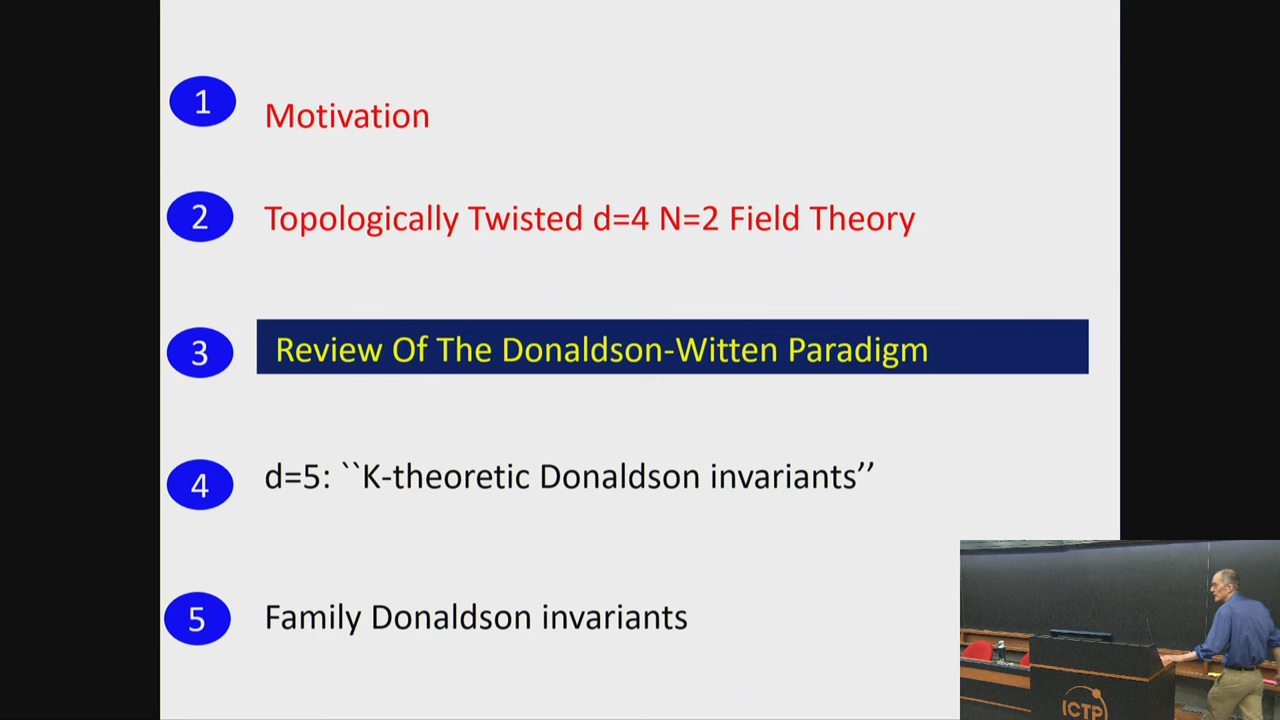 1
Motivation
2
Topologically Twisted d=4 N=2 Field Theory
3
Review Of The Donaldson-Witten Paradigm
4
d=5: ``K-theoretic Donaldson invariants’’
5
Family Donaldson invariants
ICTP